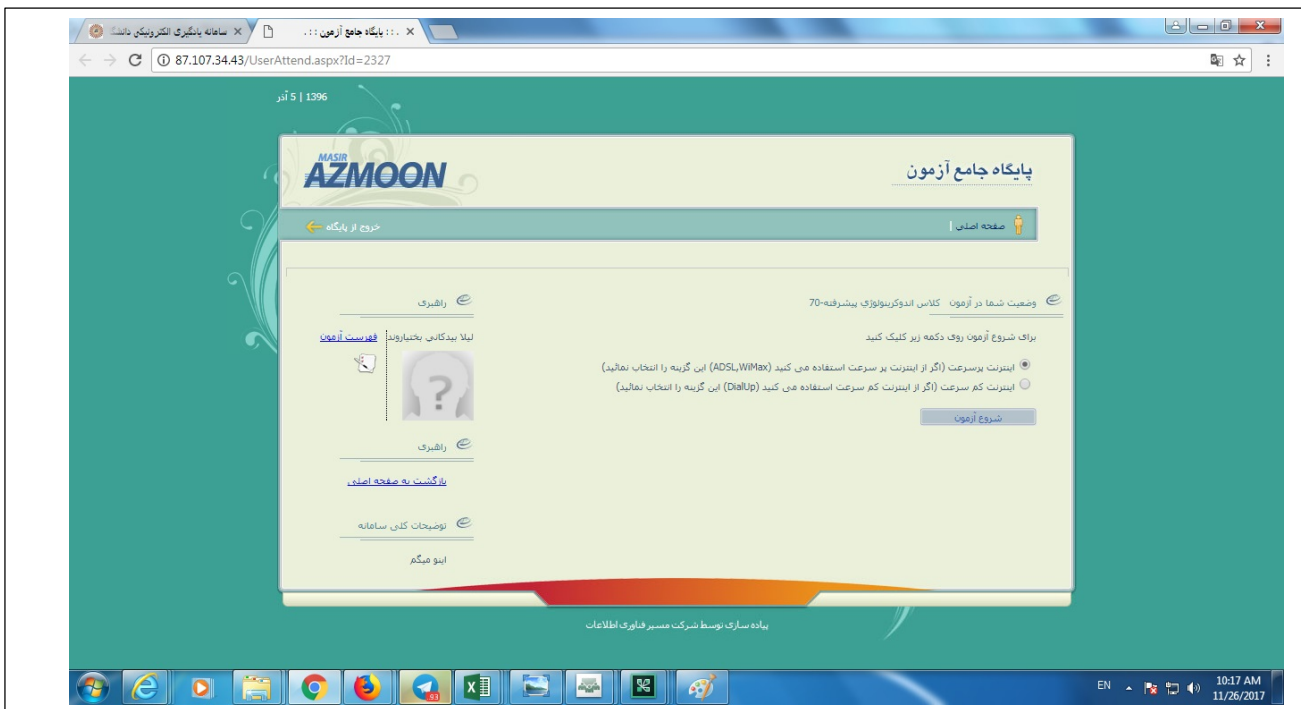 سامانه یادگیری الکترونیکی دانشگ
.: : پایگاه جامع آزمون : :.
87.107.34.43/UserAttend.aspx?Id=2327
1396 | 5 آذر
MASIR
AZMOON
پایگاه جامع آزمون
صفحه اصلی |
خروج از پایگاه
وضعیت شما در آزمون کلاس اندوکرینولوژي پیشرفته-70
برای شروع آزمون روی دکمه زیر کلیک کنید
اینترنت پرسرعت (اگر از اینترنت پر سرعت استفاده می کنید (ADSL,WiMax) این گزینه را انتخاب نمائید)
اینترنت کم سرعت (اگر از اینترنت کم سرعت استفاده می کنید (DialUp) این گزینه را انتخاب نمائید)
شروع آزمون
راهبری
لیلا بیدکانی بختیاروند
فهرست آزمون
راهبری
بازگشت به صفحه اصلی
توضیحات کلی سامانه
اینو میگم
پیاده سازی توسط شرکت مسیر فناوری اطلاعات
93
EN
10:17 AM
11/26/2017